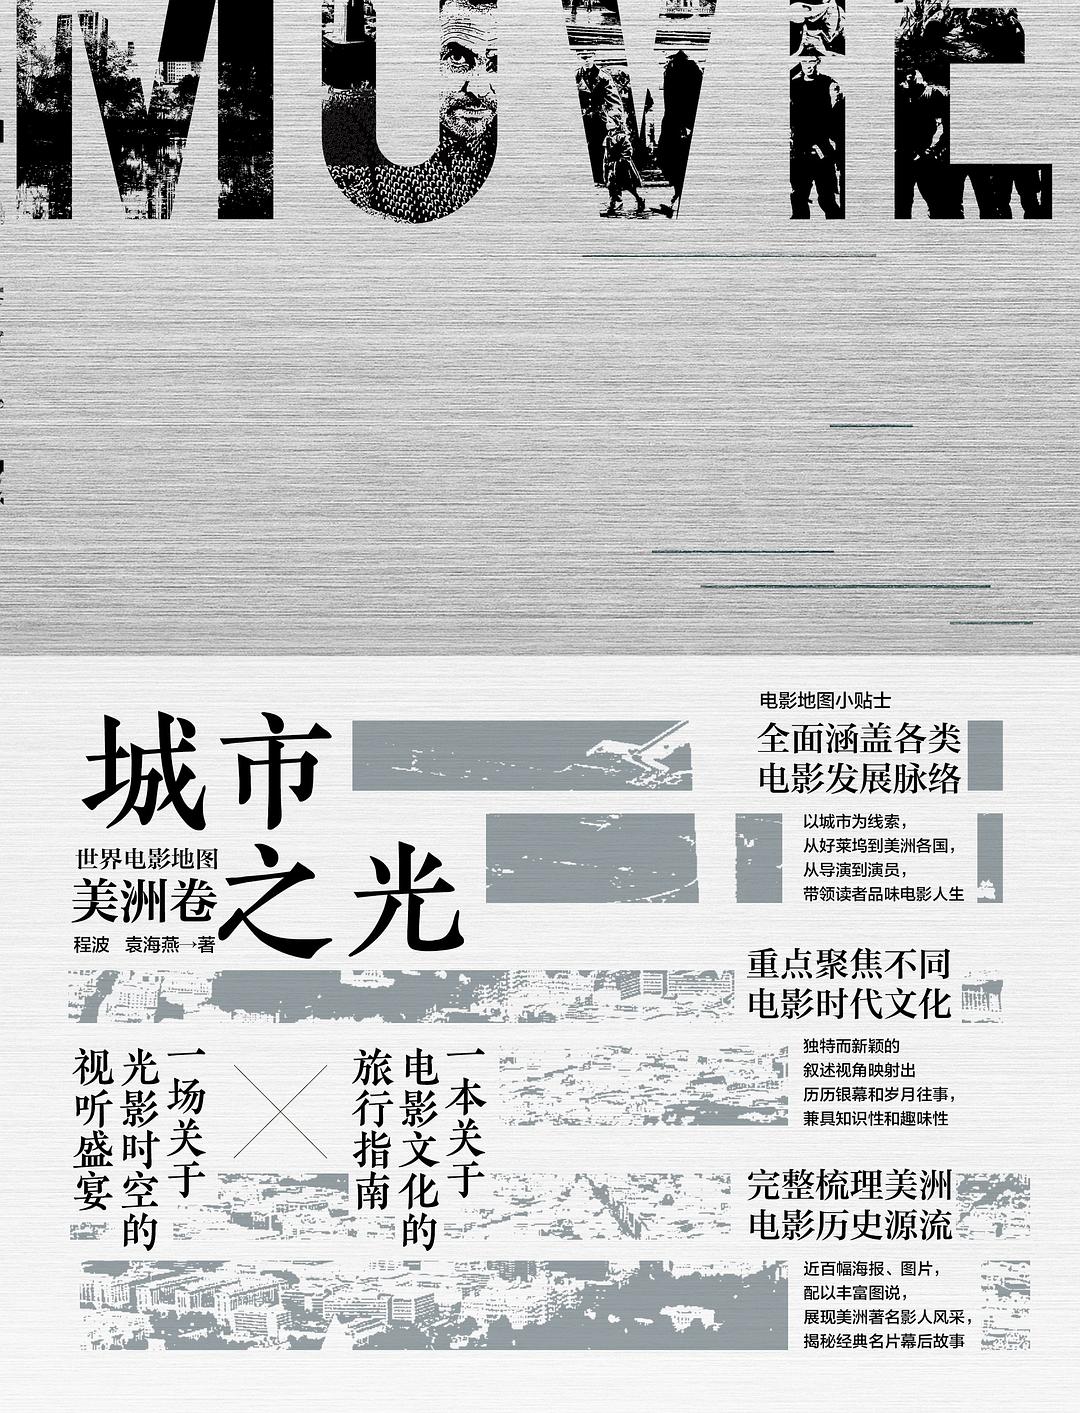 MOVIE
城市
之光
世界电影地图
美洲卷
程波 袁海燕→著
电影地图小贴士
全面涵盖各类
电影发展脉络
以城市为线索，
从好莱坞到美洲各国，
从导演到演员，
带领读者品味电影人生
重点聚焦不同
电影时代文化
独特而新颖的
叙述视角映射出
历历银幕和岁月往事，
兼具知识性和趣味性
完整梳理美洲
电影历史源流
近百幅海报、图片，
配以丰富图说，
展现美洲著名影人风采，
揭秘经典名片幕后故事
一本关于
电影文化的
旅行指南
一场关于
光影时空的
视听盛宴